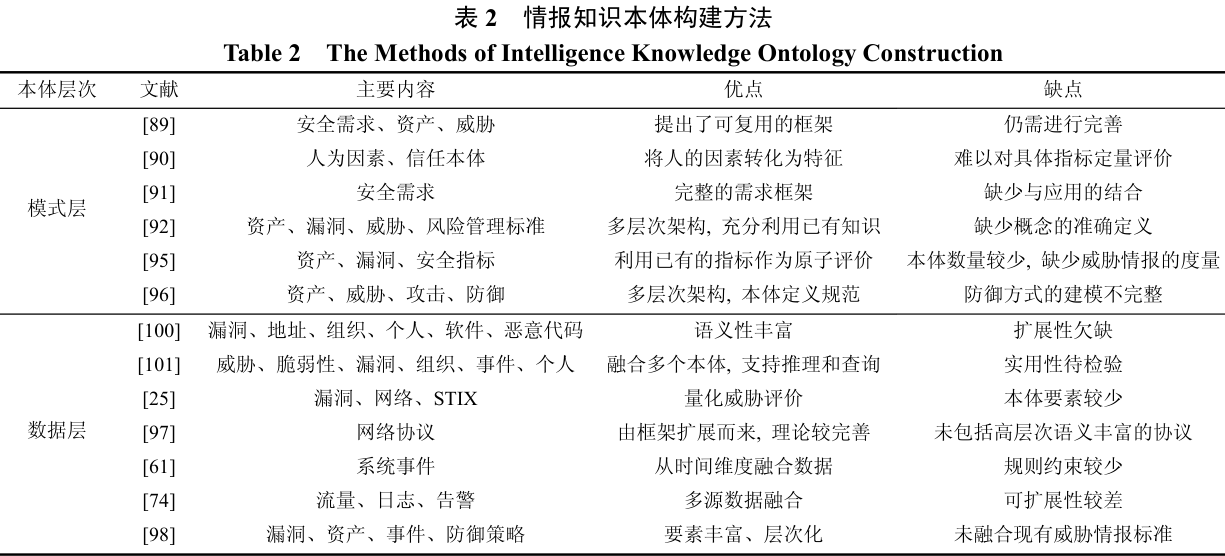 表 2 情报知识本体构建方法
Table 2 The Methods of Intelligence Knowledge Ontology Construction
本体层次 文献 主要内容 优点 缺点
[89] 安全需求、资产、威胁 提出了可复用的框架 仍需进行完善
[90] 人为因素、信任本体 将人的因素转化为特征 难以对具体指标定量评价
[91] 安全需求 完整的需求框架 缺少与应用的结合
模式层
[92] 资产、漏洞、威胁、风险管理标准 多层次架构, 充分利用已有知识 缺少概念的准确定义
[95] 资产、漏洞、安全指标 利用已有的指标作为原子评价 本体数量较少, 缺少威胁情报的度量
[96] 资产、威胁、攻击、防御 多层次架构, 本体定义规范 防御方式的建模不完整
[100] 漏洞、地址、组织、个人、软件、恶意代码 语义性丰富 扩展性欠缺
[101] 威胁、脆弱性、漏洞、组织、事件、个人 融合多个本体, 支持推理和查询 实用性待检验
[25] 漏洞、网络、STIX 量化威胁评价 本体要素较少
数据层 [97] 网络协议 由框架扩展而来, 理论较完善 未包括高层次语义丰富的协议
[61] 系统事件 从时间维度融合数据 规则约束较少
[74] 流量、日志、告警 多源数据融合 可扩展性较差
[98] 漏洞、资产、事件、防御策略 要素丰富、层次化 未融合现有威胁情报标准